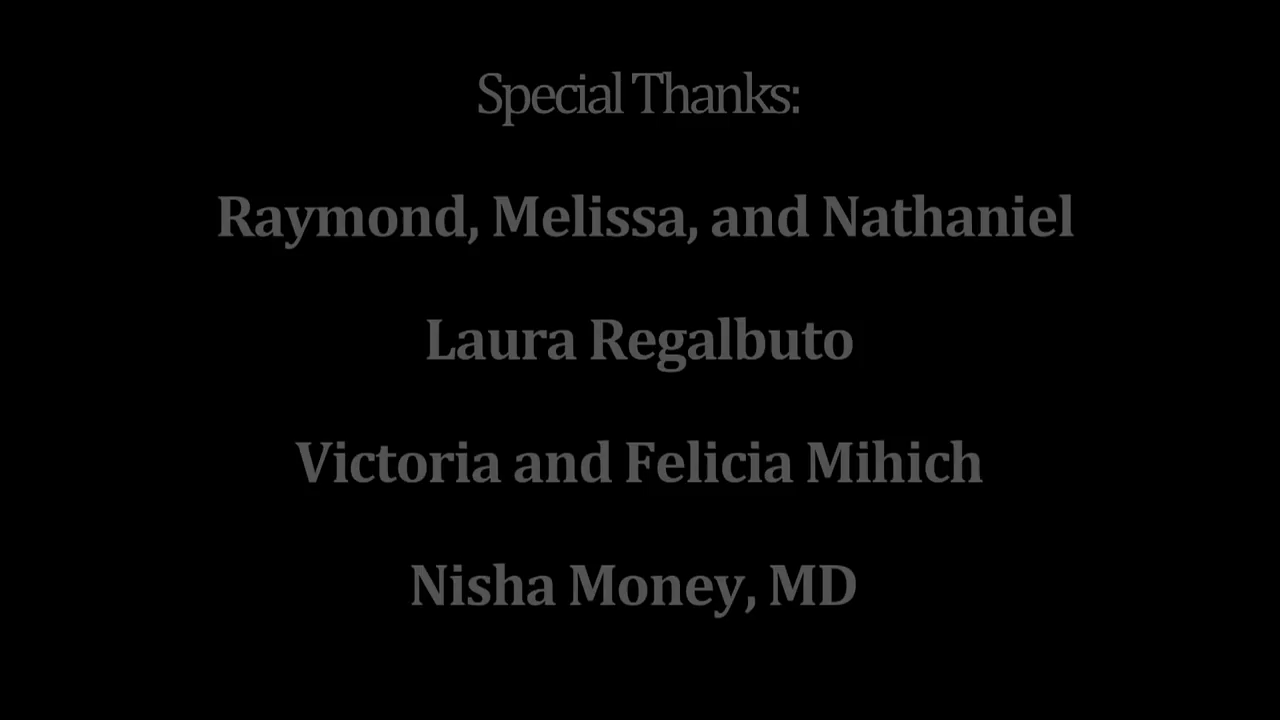 Special Thanks:
Raymond, Melissa, and Nathaniel
Laura Regalbuto
Victoria and Felicia Mihich
Nisha Money, MD